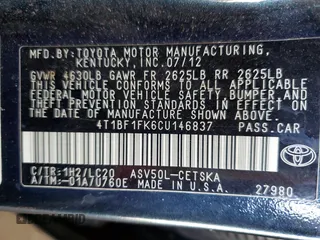 MFD. BY: TOYOTA MOTOR MANUFACTURING,
KENTUCKY, INC. 07/12
GVWR 4630LB GAWR FR 2625LB RR 2625LB
THIS VEHICLE CONFORMS TO ALL APPLICABLE
FEDERAL MOTOR VEHICLE SAFETY, BUMPER, AND
THEFT PREVENTION STANDARDS IN EFFECT ON
THE DATE OF MANUFACTURE SHOWN ABOVE.
4T1BF1FK6CU146837 PASS.CAR
C/TR:1H2/LC20 ASV50L-CETSKA
A/TM:-01A/U760E MADE IN U.S.A.
TOYOTA
27980